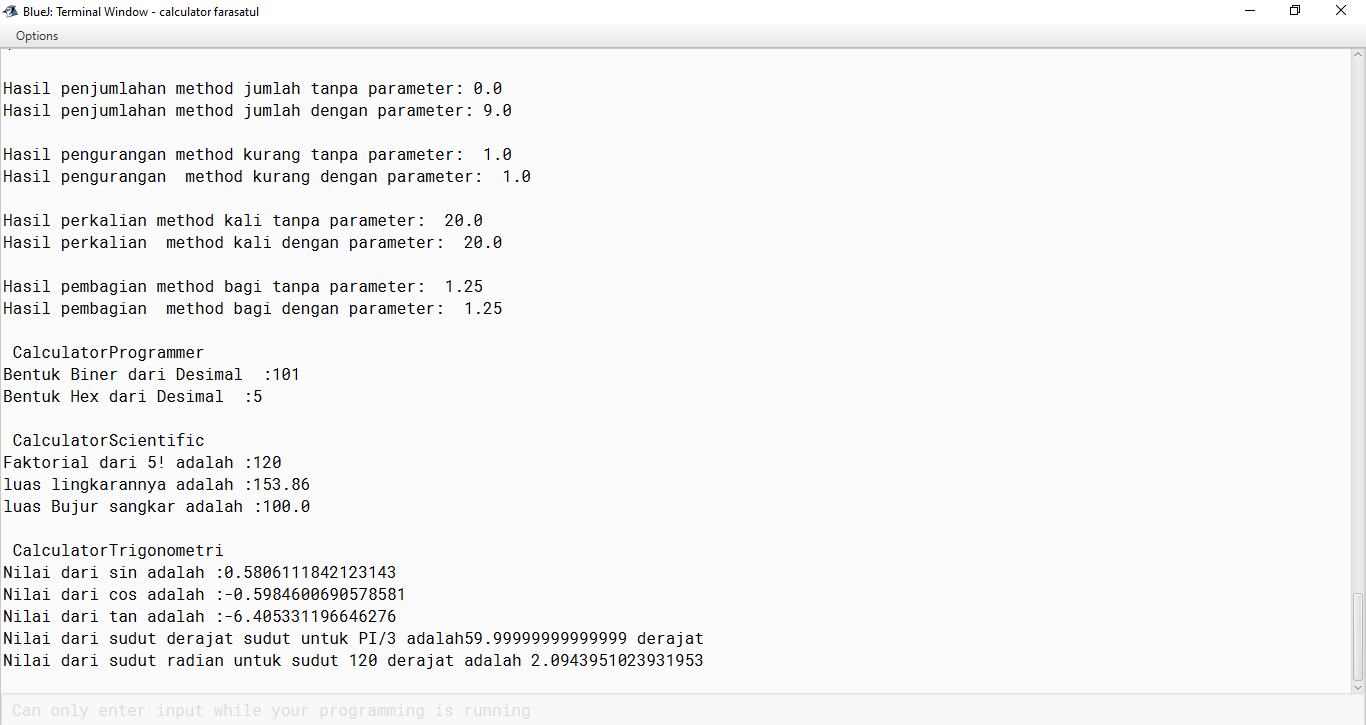 BlueJ: Terminal Window - calculator farasatul
Options
Hasil penjumlahan method jumlah tanpa parameter: 0.0
Hasil penjumlahan method jumlah dengan parameter: 9.0
Hasil pengurangan method kurang tanpa parameter:  1.0
Hasil pengurangan  method kurang dengan parameter:  1.0
Hasil perkalian method kali tanpa parameter:  20.0
Hasil perkalian  method kali dengan parameter:  20.0
Hasil pembagian method bagi tanpa parameter:  1.25
Hasil pembagian  method bagi dengan parameter:  1.25
CalculatorProgrammer
Bentuk Biner dari Desimal  :101
Bentuk Hex dari Desimal  :5
CalculatorScientific
Faktorial dari 5! adalah :120
luas lingkarannya adalah :153.86
luas Bujur sangkar adalah :100.0
CalculatorTrigonometri
Nilai dari sin adalah :0.5806111842123143
Nilai dari cos adalah :-0.5984600690578581
Nilai dari tan adalah :-6.405331196646276
Nilai dari sudut derajat sudut untuk PI/3 adalah59.99999999999999 derajat
Nilai dari sudut radian untuk sudut 120 derajat adalah 2.0943951023931953
Can only enter input while your programming is running